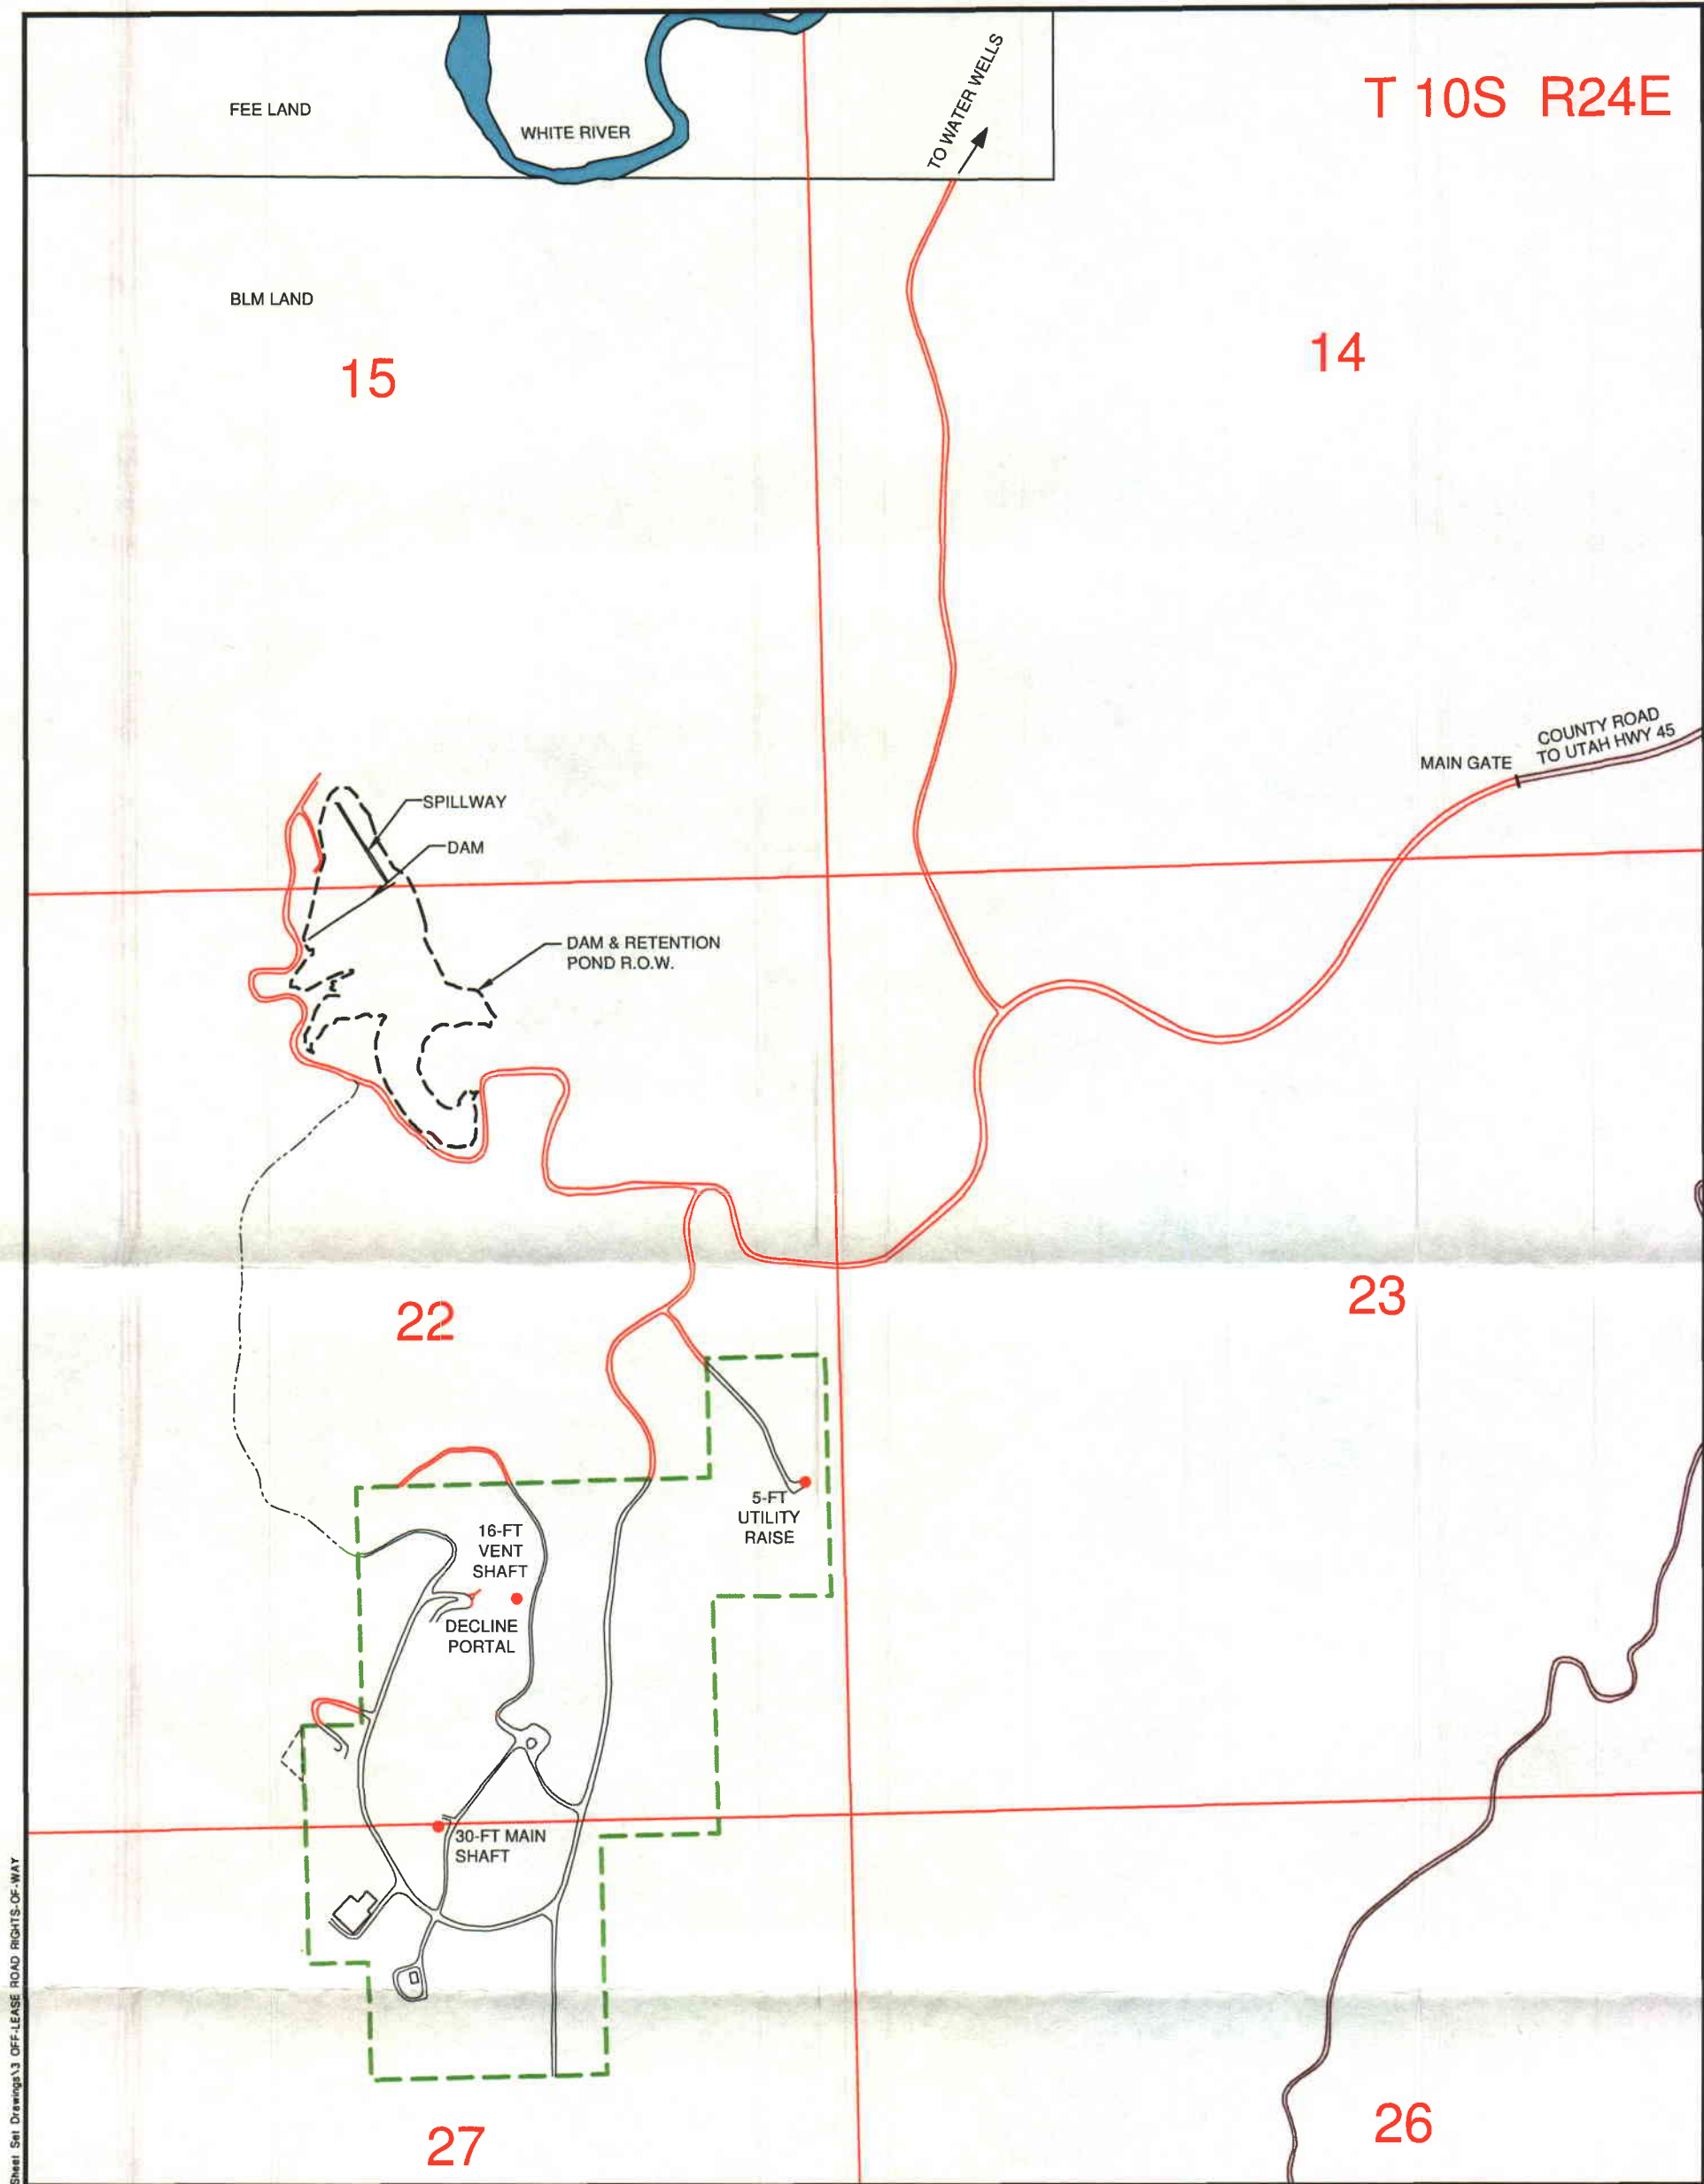 T 10S R24E
FEE LAND
WHITE RIVER
TO WATER WELLS
BLM LAND
15
14
COUNTY ROAD
TO UTAH HWY 45
MAIN GATE
SPILLWAY
DAM
DAM & RETENTION
POND R.O.W.
22
23
5-FT
UTILITY
RAISE
16-FT
VENT
SHAFT
DECLINE
PORTAL
30-FT MAIN
SHAFT
27
26
Sheet Set Drawings\3 OFF-LEASE ROAD RIGHTS-OF-WAY